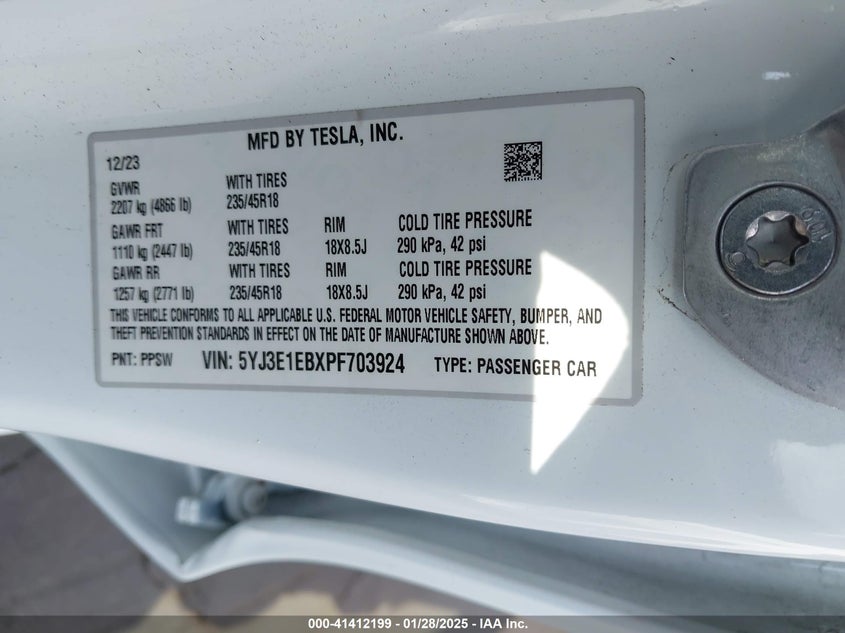 MFD BY TESLA, INC.
12/23
GVWR WITH TIRES
2207 kg (4866 lb) 235/45R18
GAWR FRT WITH TIRES RIM COLD TIRE PRESSURE
1110 kg (2447 lb) 235/45R18 18X8.5J 290 kPa, 42 psi
GAWR RR WITH TIRES RIM COLD TIRE PRESSURE
1257 kg (2771 lb) 235/45R18 18X8.5J 290 kPa, 42 psi
THIS VEHICLE CONFORMS TO ALL APPLICABLE U.S. FEDERAL MOTOR VEHICLE SAFETY, BUMPER, AND
THEFT PREVENTION STANDARDS IN EFFECT ON THE DATE OF MANUFACTURE SHOWN ABOVE.
PNT: PPSW VIN: 5YJ3E1EBXPF703924 TYPE: PASSENGER CAR
000-41412199 - 01/28/2025 - IAA Inc.